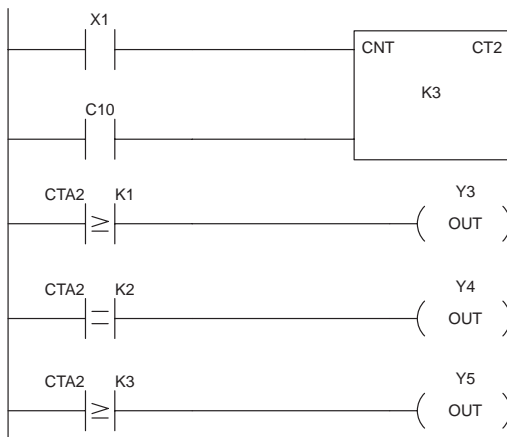 X1
CNT CT2
K3
C10
CTA2 ≥ K1 Y3
OUT
CTA2 = K2 Y4
OUT
CTA2 ≥ K3 Y5
OUT